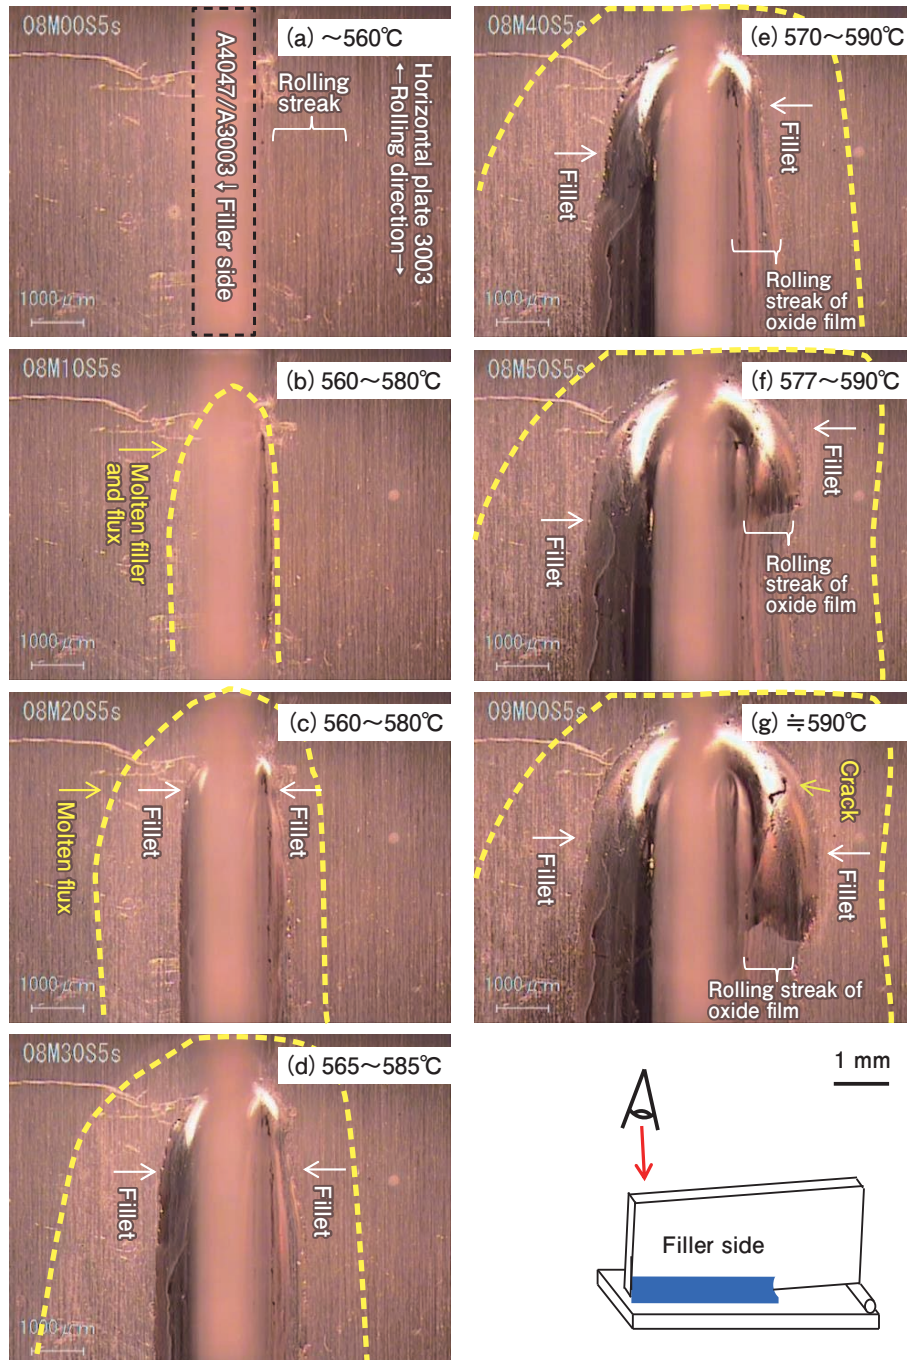 08M00S5s
(a) ~560℃
A4047/A3003 ↓ Filler side
Rolling
streak
Horizontal plate 3003
←Rolling direction→
1000μm
08M10S5s
(b) 560~580℃
Molten filler
and flux
1000μm
08M20S5s
(c) 560~580℃
Fillet
Fillet
Molten flux
1000μm
08M30S5s
(d) 565~585℃
Fillet
Fillet
1000μm
08M40S5s
(e) 570~590℃
Fillet
Fillet
Rolling
streak of
oxide film
1000μm
08M50S5s
(f) 577~590℃
Fillet
Fillet
Rolling
streak of
oxide film
1000μm
09M00S5s
(g) ≒590℃
Crack
Fillet
Fillet
Rolling streak of
oxide film
1000μm
1 mm
Filler side